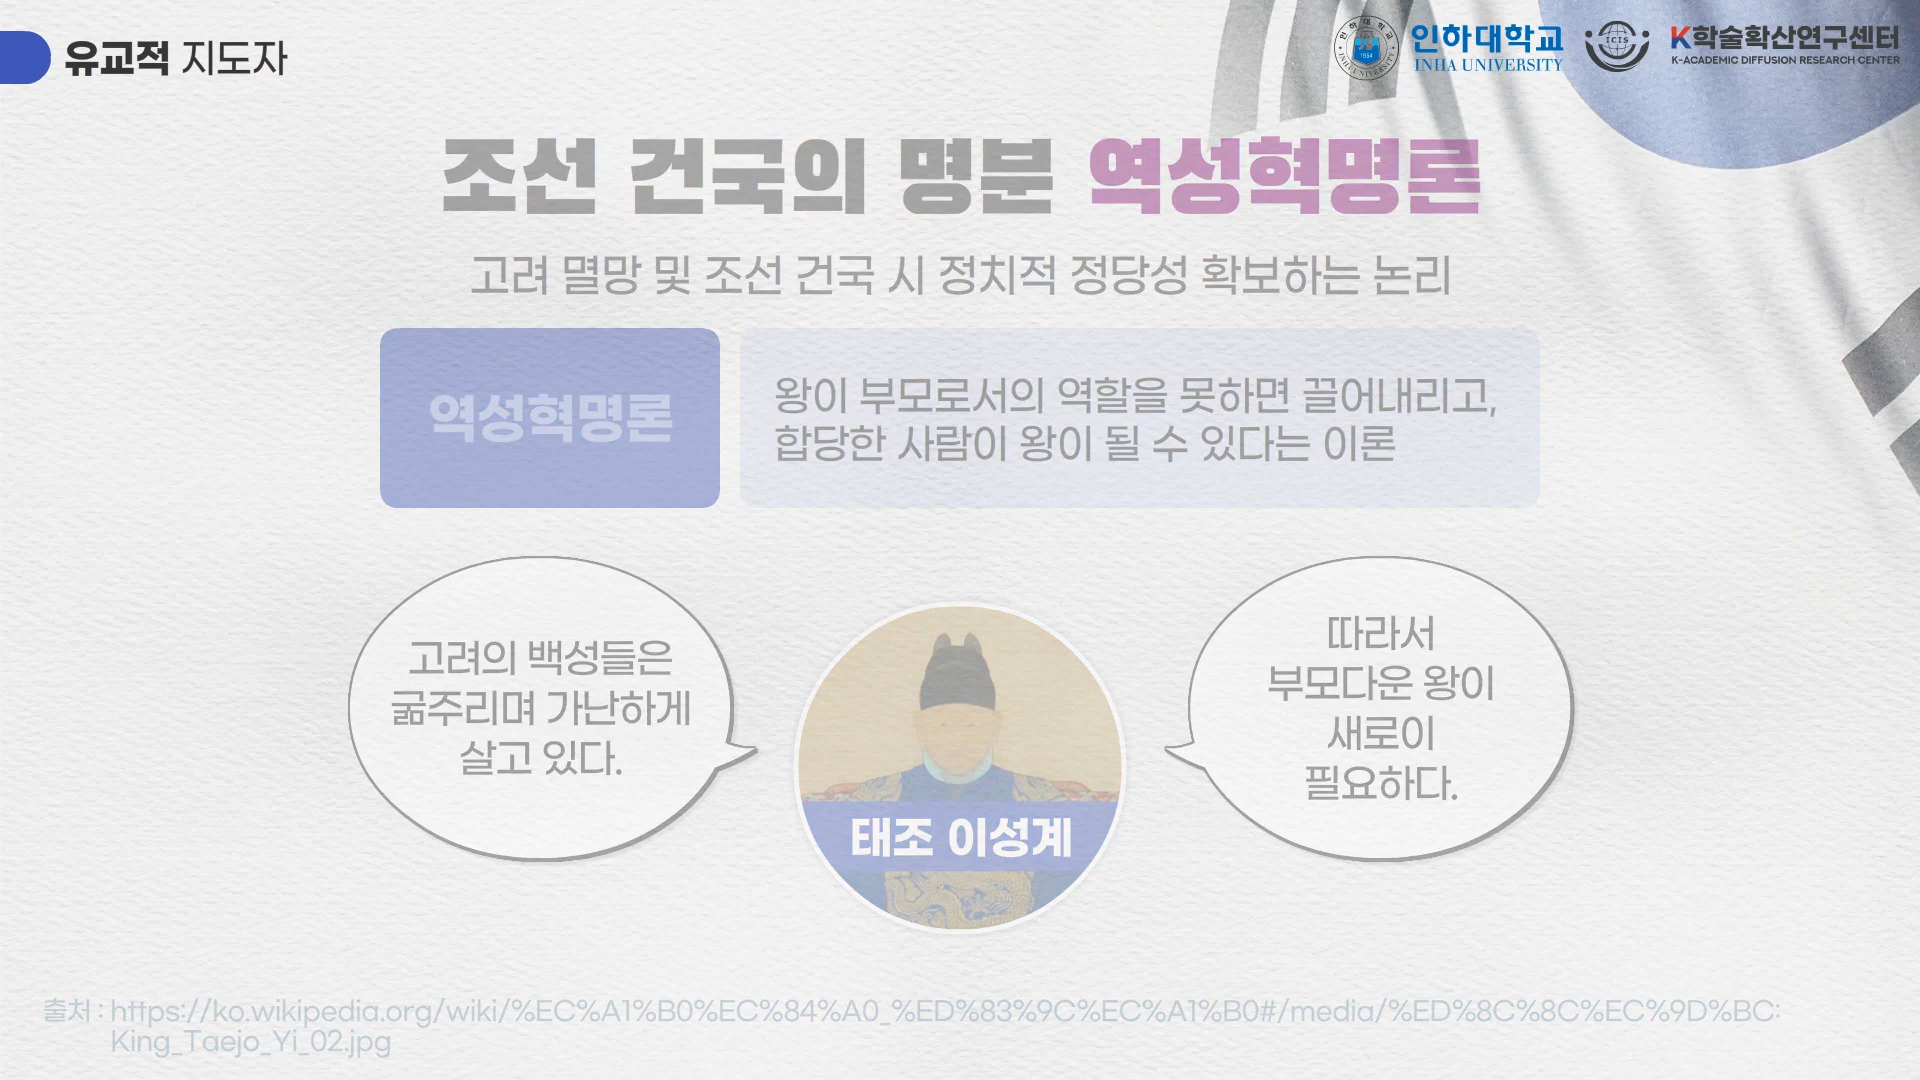 유교적 지도자
인하대학교
INHA UNIVERSITY
1954
ICIS
K학술확산연구센터
K-ACADEMIC DIFFUSION RESEARCH CENTER
조선 건국의 명분 역성혁명론
고려 멸망 및 조선 건국 시 정치적 정당성 확보하는 논리
역성혁명론
왕이 부모로서의 역할을 못하면 끌어내리고,
합당한 사람이 왕이 될 수 있다는 이론
고려의 백성들은
굶주리며 가난하게
살고 있다.
태조 이성계
따라서
부모다운 왕이
새로이
필요하다.
출처 : https://ko.wikipedia.org/wiki/%EC%A1%B0%EC%84%A0_%ED%83%9C%EC%A1%B0#/media/%ED%8C%8C%EC%9D%BC:
King_Taejo_Yi_02.jpg